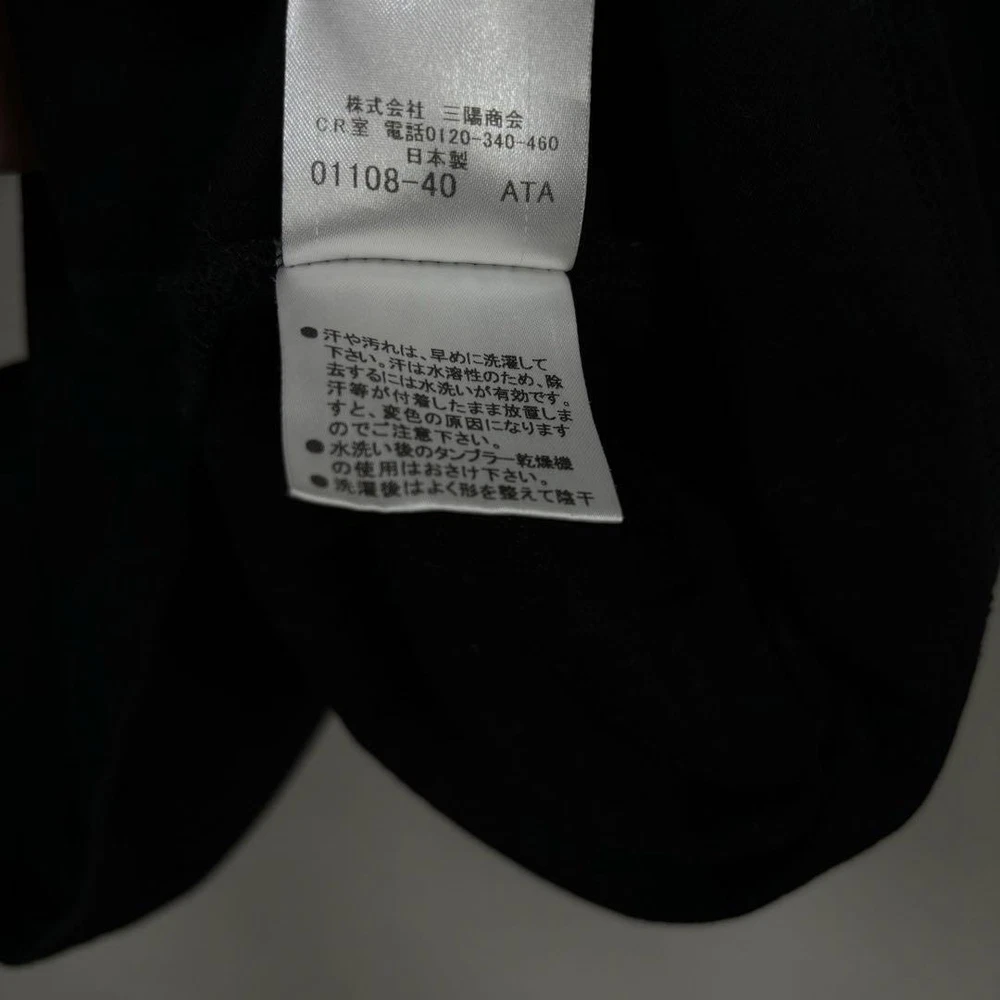 株式会社 三陽商会
CR室 電話0120-340-460
日本製
01108-40 ATA
●汗や汚れは、早めに洗濯して
下さい。汗は水溶性のため、除
去するには水洗いが有効です。
汗等が付着したまま放置しま
すと、変色の原因になります
のでご注意下さい。
●水洗い後のタンブラー乾燥機
の使用はおさけ下さい。
●洗濯後はよく形を整えて陰干